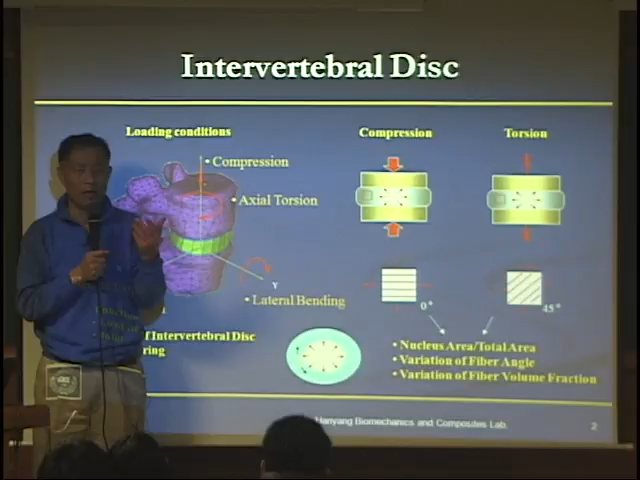 Intervertebral Disc
Loading conditions
Compression
Torsion
• Compression
• Axial Torsion
Y
• Lateral Bending
0°
45°
Intervertebral Disc
• Nucleus Area/Total Area
• Variation of Fiber Angle
• Variation of Fiber Volume Fraction
Hanyang Biomechanics and Composites Lab.
2